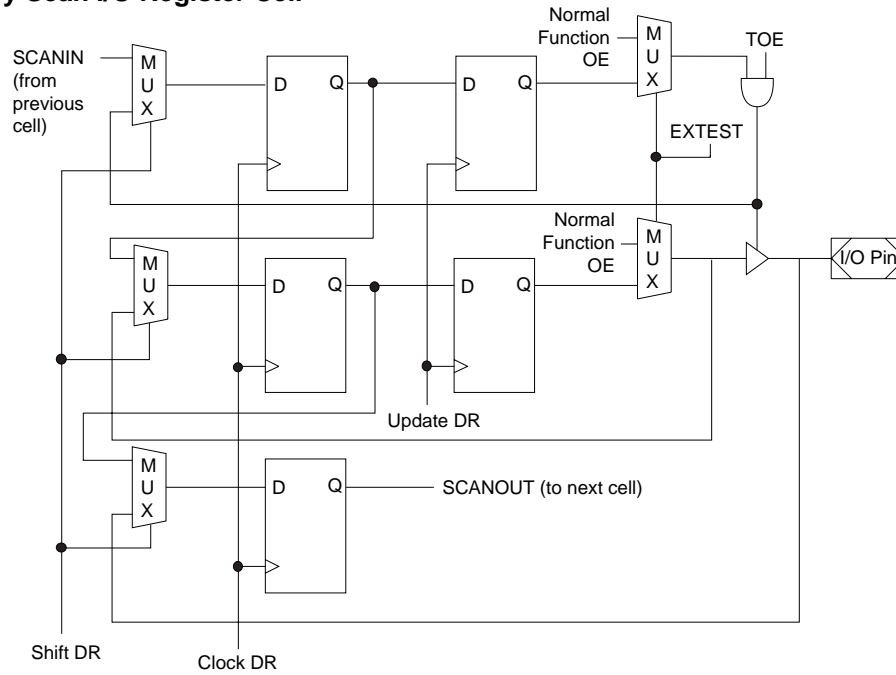 y Scan I/O Register Cell
SCANIN
(from
previous
cell)
M
U
X
D
Q
D
Q
Normal
Function
OE
M
U
X
TOE
EXTEST
M
U
X
D
Q
D
Q
Normal
Function
OE
M
U
X
I/O Pin
Update DR
M
U
X
D
Q
SCANOUT (to next cell)
Shift DR
Clock DR